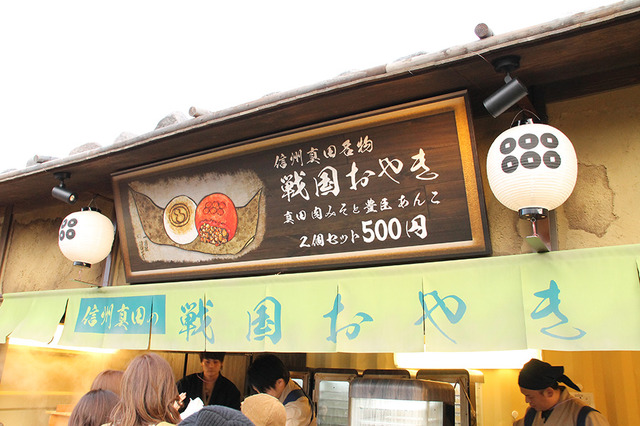 信州真田名物
戦国おやき
真田肉みそと豊臣あんこ
2個セット500円
信州真田の
戦国おやき